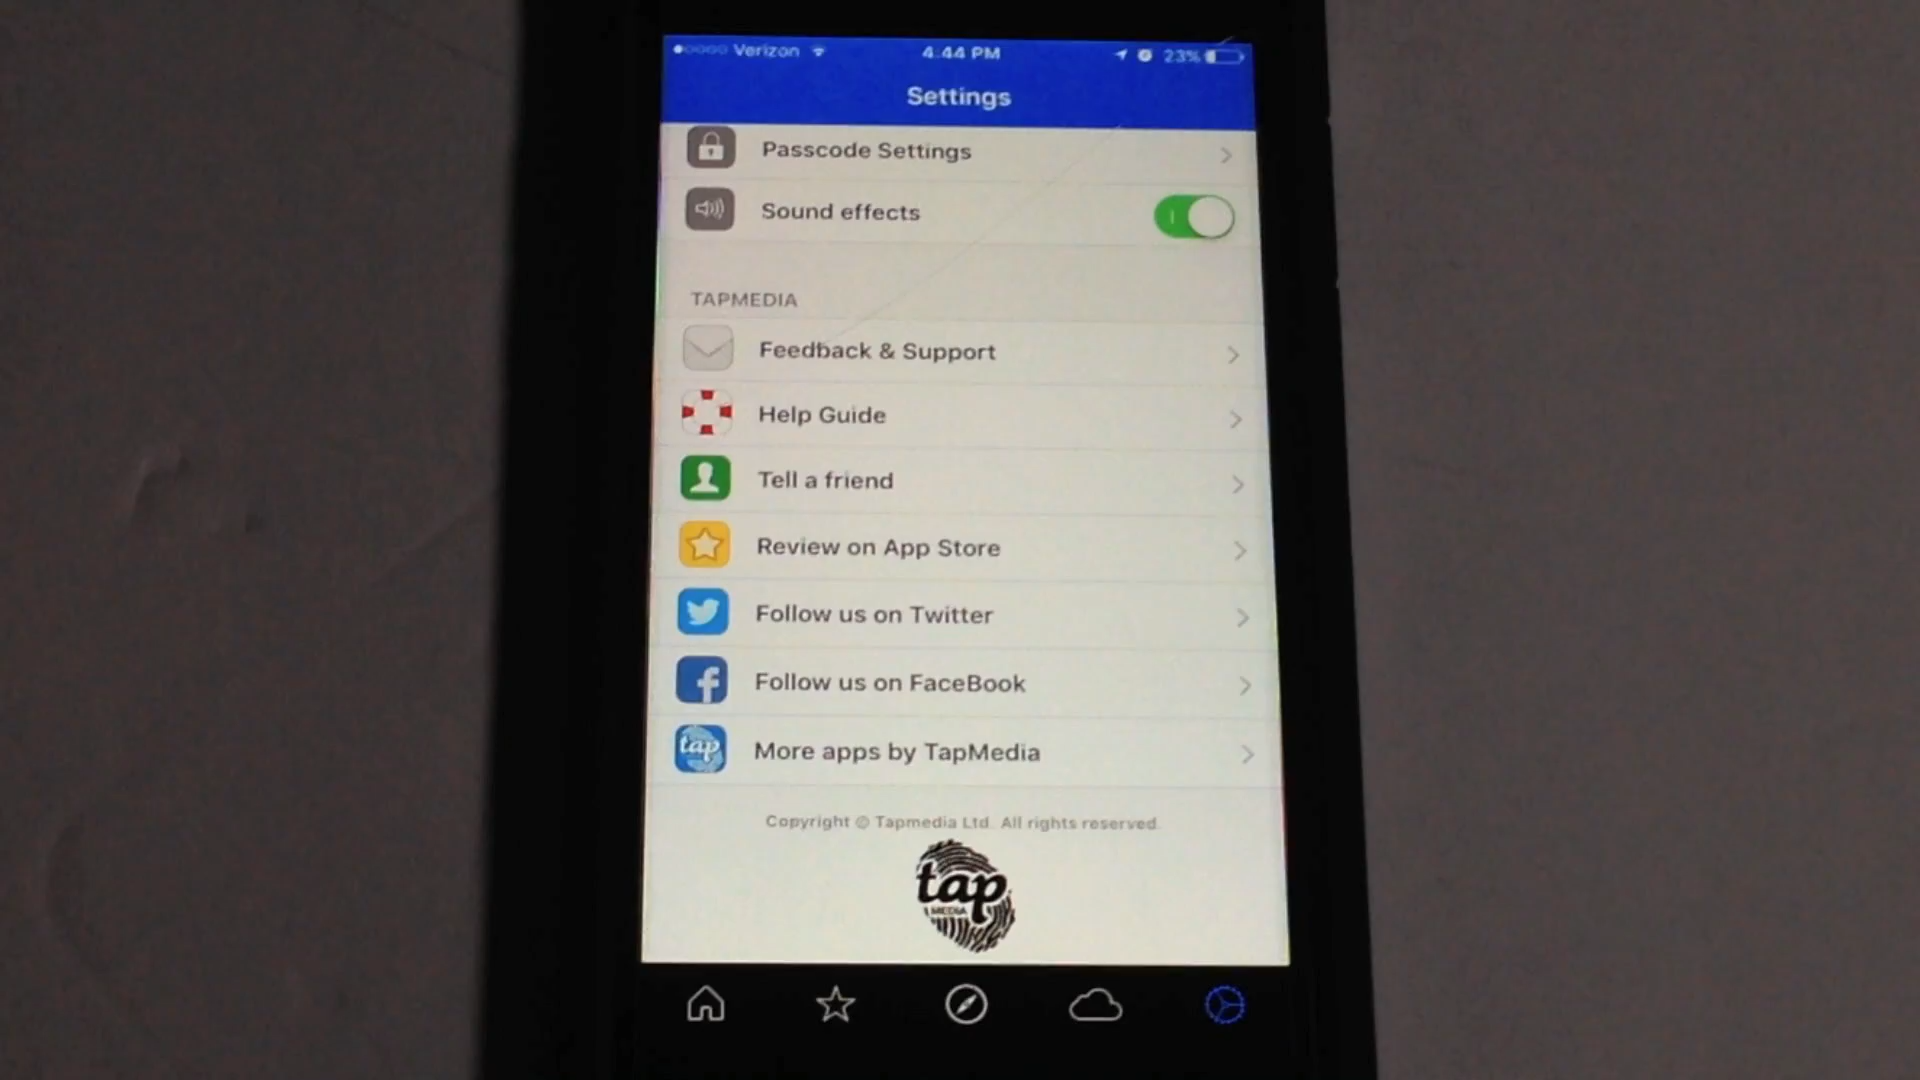 Verizon 4:44 PM 23%
Settings
Passcode Settings
Sound effects
TAPMEDIA
Feedback & Support
Help Guide
Tell a friend
Review on App Store
Follow us on Twitter
Follow us on FaceBook
tap
More apps by TapMedia
Copyright © Tapmedia Ltd. All rights reserved.
tap
MEDIA